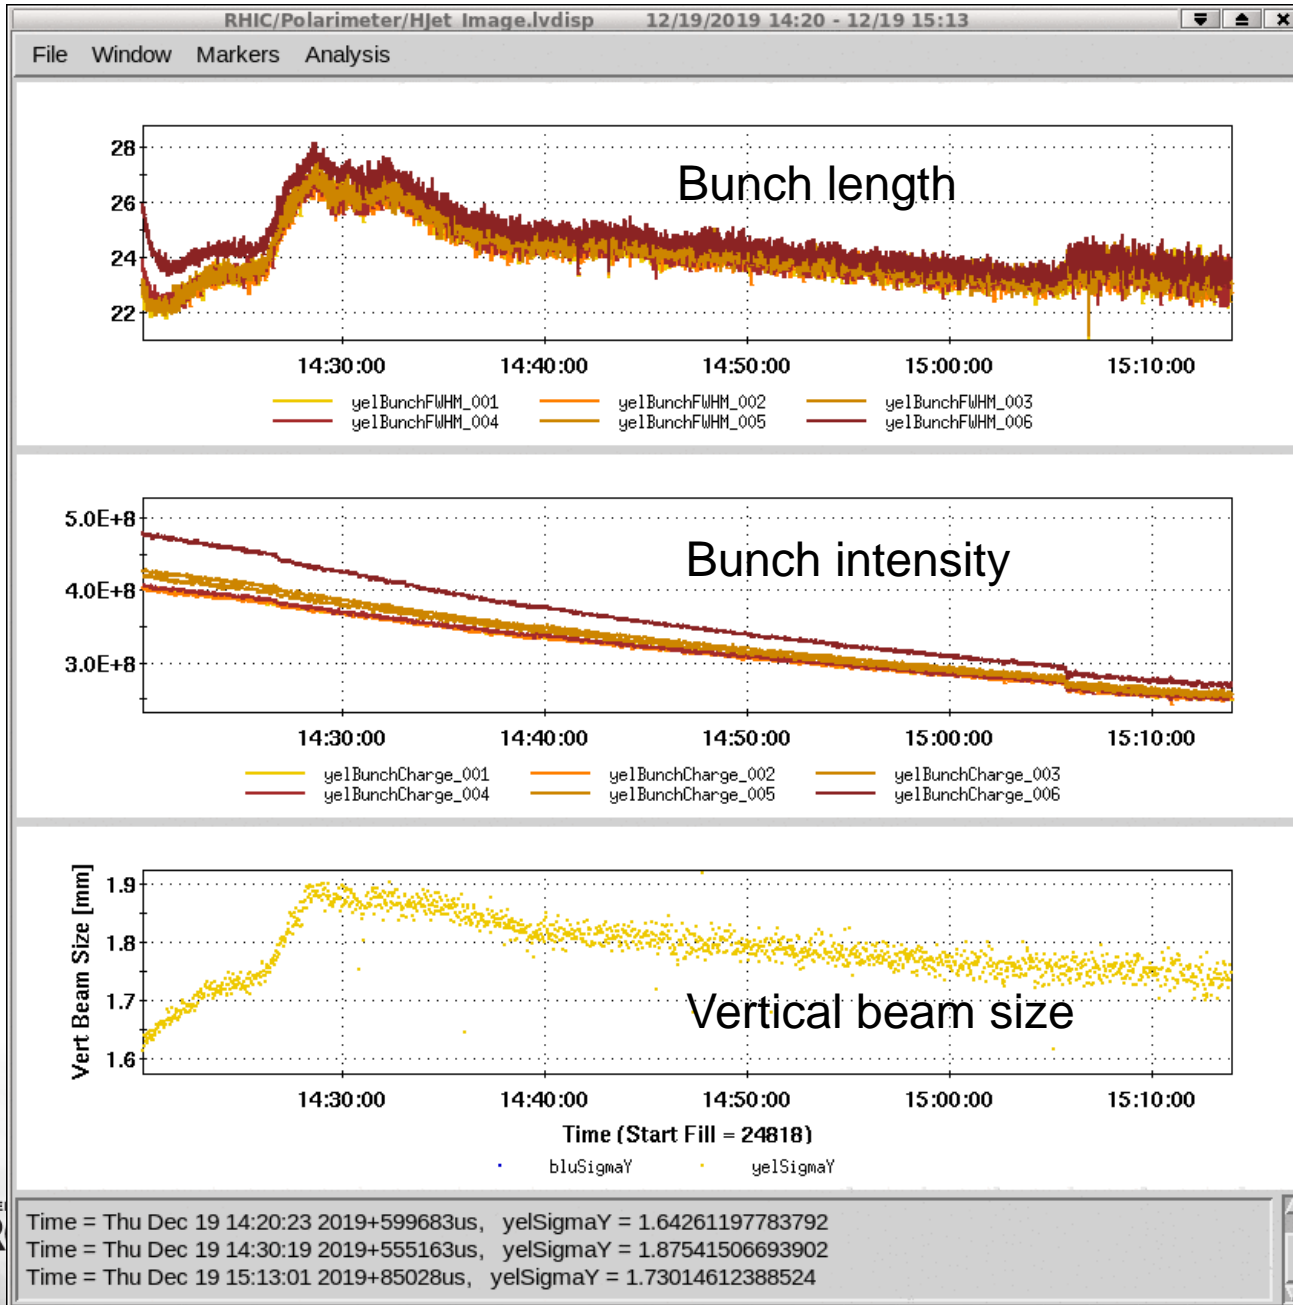 RHIC/Polarimeter/HJet Image.lvdisp 12/19/2019 14:20 - 12/19 15:13
File Window Markers Analysis
Bunch length
28
26
24
22
14:30:00 14:40:00 14:50:00 15:00:00 15:10:00
yelBunchFWHM_001 yelBunchFWHM_002 yelBunchFWHM_003
yelBunchFWHM_004 yelBunchFWHM_005 yelBunchFWHM_006
Bunch intensity
5.0E+8
4.0E+8
3.0E+8
14:30:00 14:40:00 14:50:00 15:00:00 15:10:00
yelBunchCharge_001 yelBunchCharge_002 yelBunchCharge_003
yelBunchCharge_004 yelBunchCharge_005 yelBunchCharge_006
Vert Beam Size [mm]
1.9
1.8
1.7
1.6
Vertical beam size
14:30:00 14:40:00 14:50:00 15:00:00 15:10:00
Time (Start Fill = 24818)
bluSigmaY yelSigmaY
Time = Thu Dec 19 14:20:23 2019+599683us, yelSigmaY = 1.64261197783792
Time = Thu Dec 19 14:30:19 2019+555163us, yelSigmaY = 1.87541506693902
Time = Thu Dec 19 15:13:01 2019+85028us, yelSigmaY = 1.73014612388524